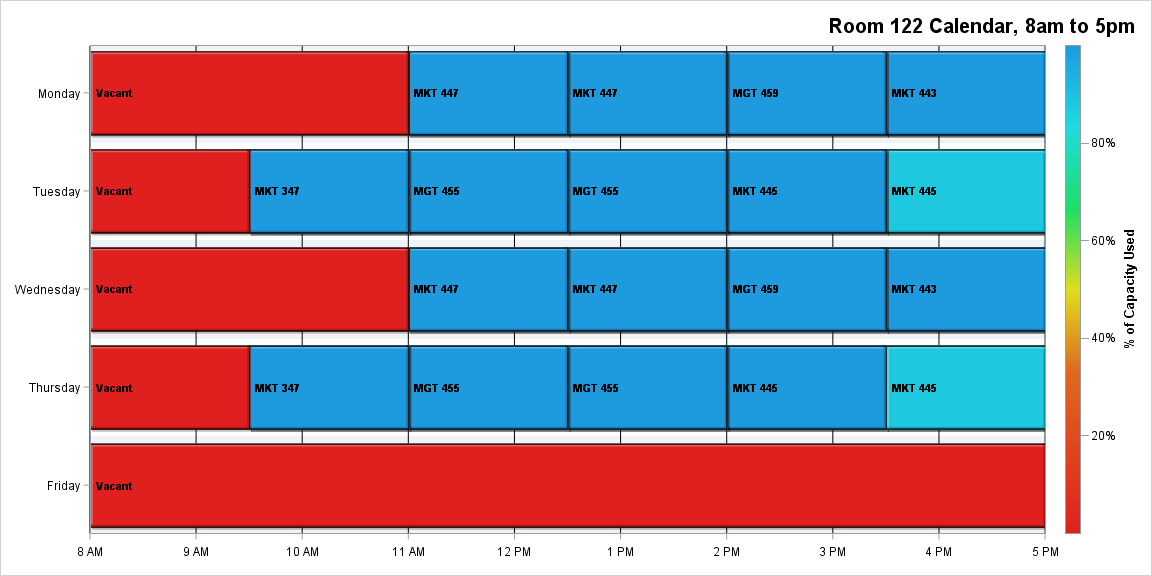 Room 122 Calendar, 8am to 5pm
Monday
Vacant
MKT 447
MKT 447
MGT 459
MKT 443
Tuesday
Vacant
MKT 347
MGT 455
MGT 455
MKT 445
MKT 445
Wednesday
Vacant
MKT 447
MKT 447
MGT 459
MKT 443
Thursday
Vacant
MKT 347
MGT 455
MGT 455
MKT 445
MKT 445
Friday
Vacant
8 AM
9 AM
10 AM
11 AM
12 PM
1 PM
2 PM
3 PM
4 PM
5 PM
80%
60%
40%
20%
% of Capacity Used